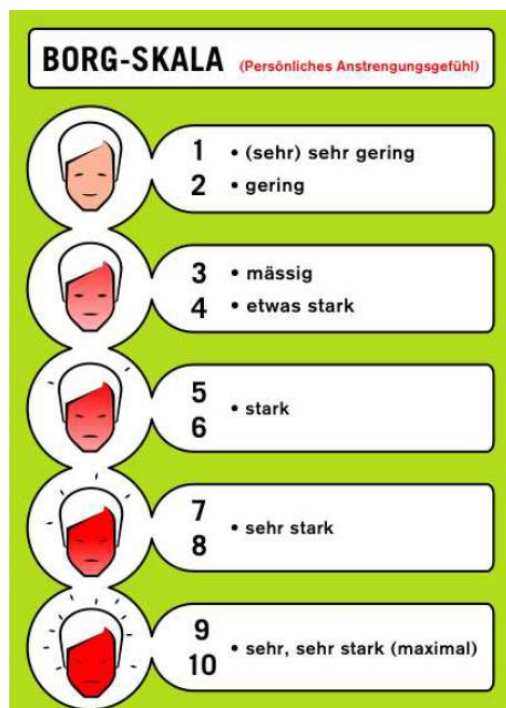 BORG-SKALA (Persönliches Anstrengungsgefühl)
1 • (sehr) sehr gering
2 • gering
3 • mässig
4 • etwas stark
5
• stark
6
7
• sehr stark
8
9
• sehr, sehr stark (maximal)
10